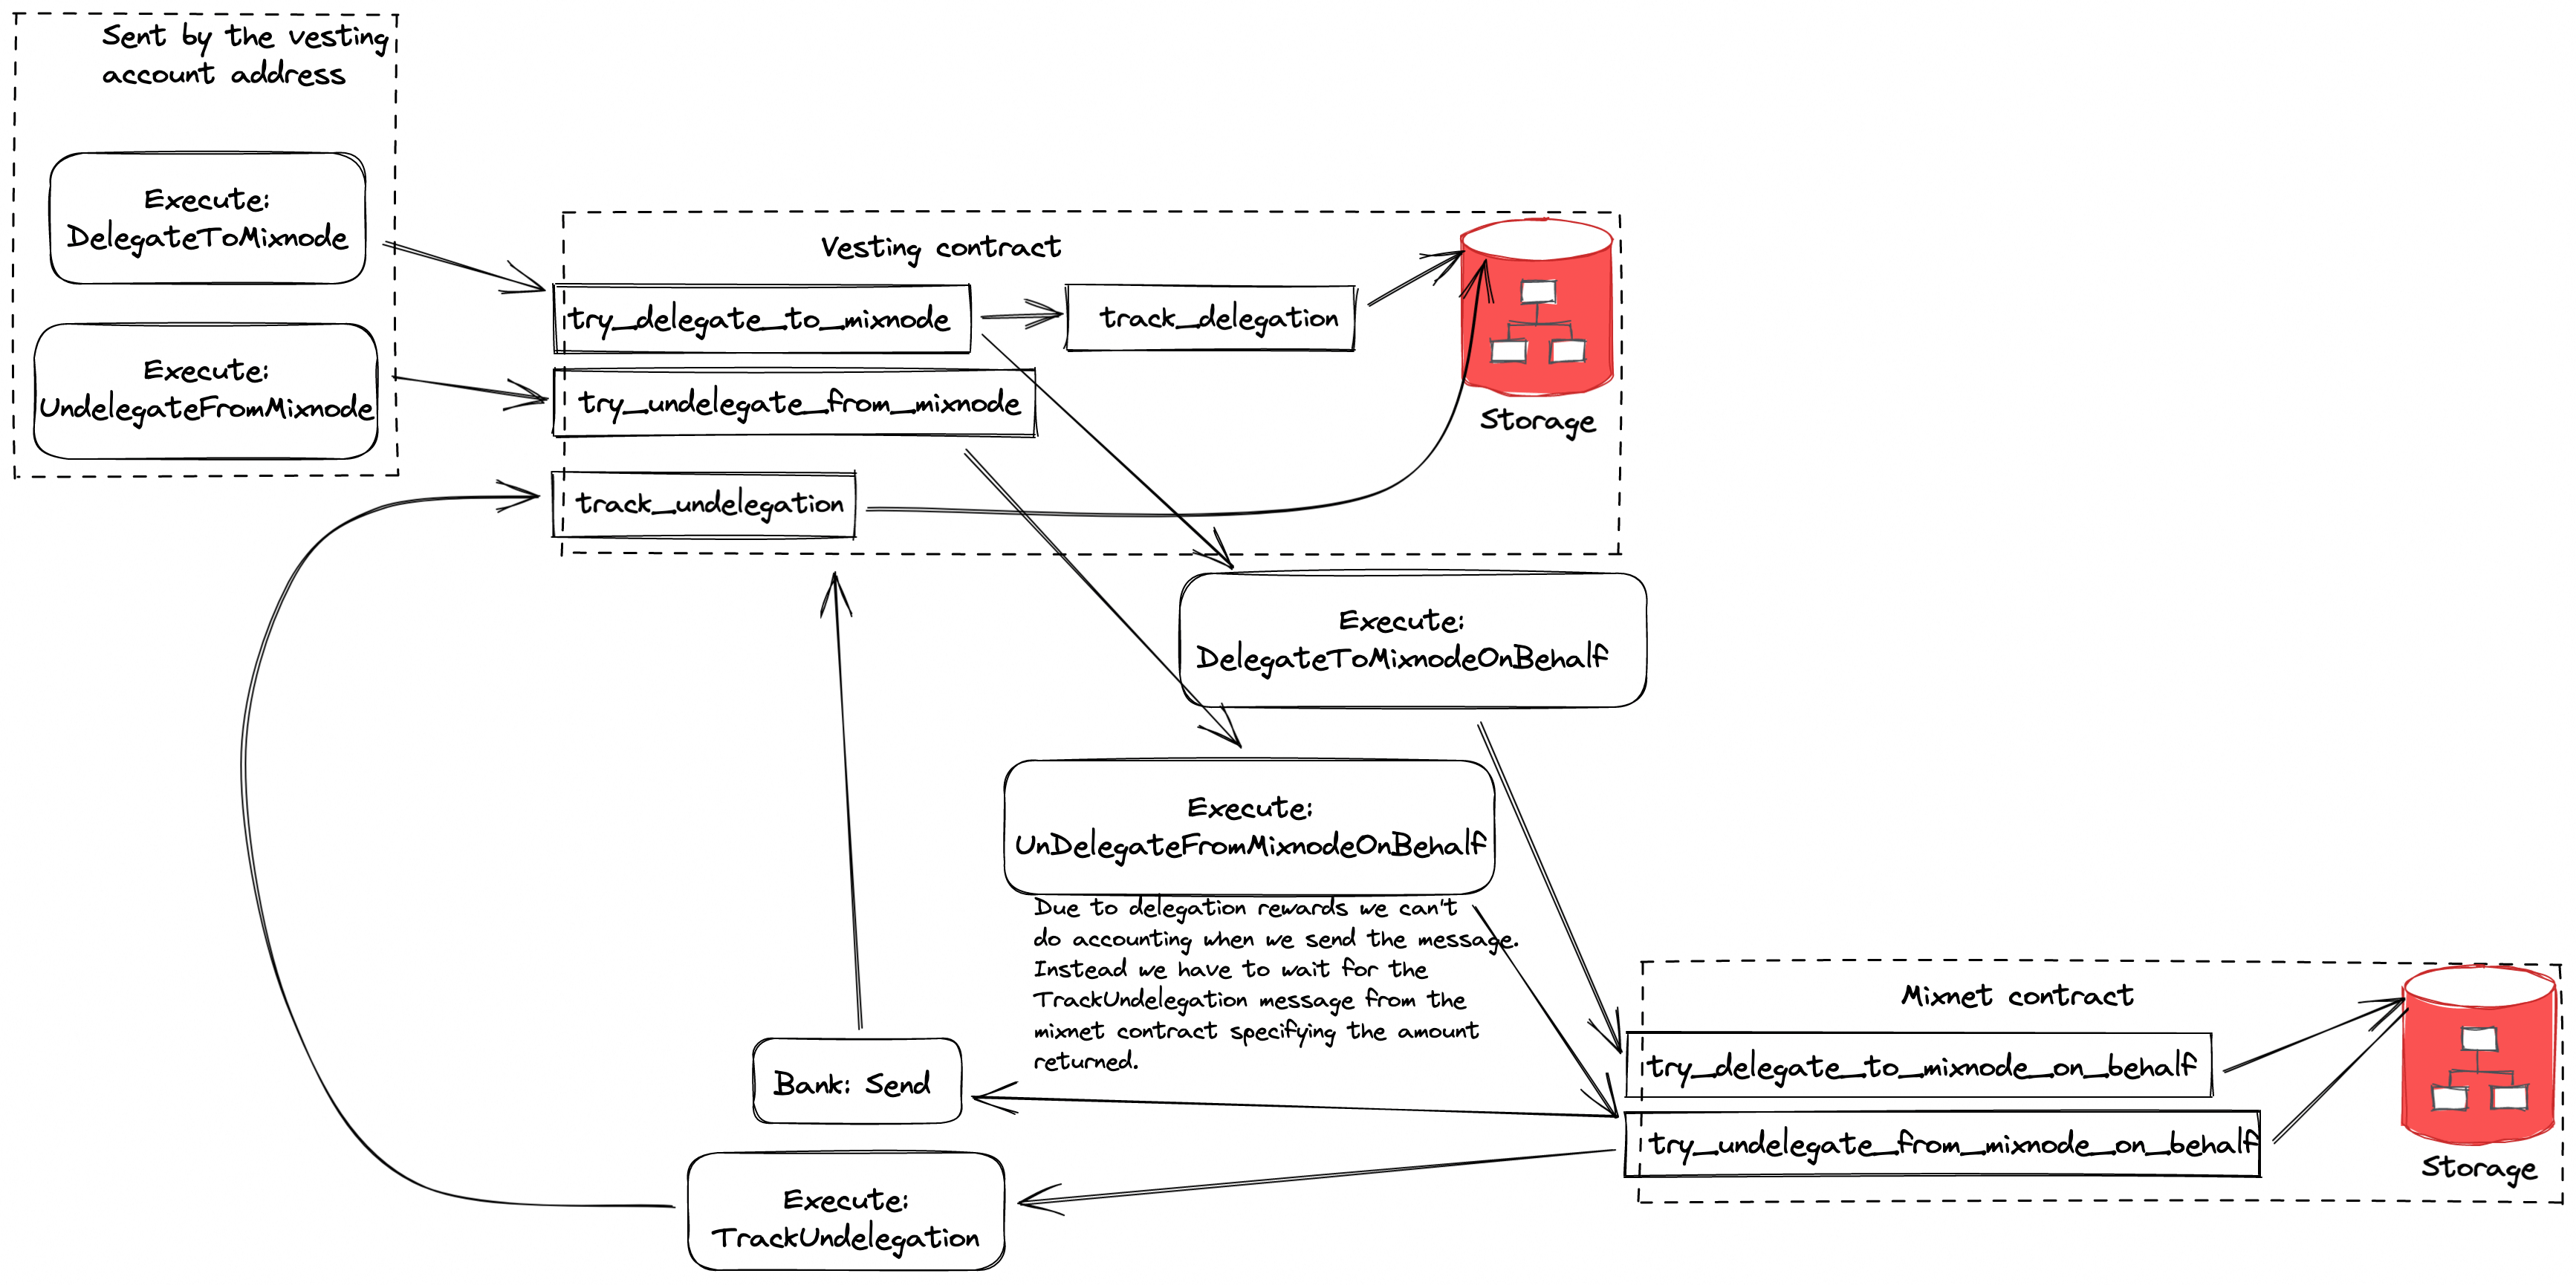 Sent by the vesting
account address
Execute:
DelegateToMixnode
Execute:
UndelegateFromMixnode
Vesting contract
try_delegate_to_mixnode
track_delegation
try_undelegate_from_mixnode
Storage
track_undelegation
Execute:
DelegateToMixnodeOnBehalf
Execute:
UnDelegateFromMixnodeOnBehalf
Due to delegation rewards we can't
do accounting when we send the message.
Instead we have to wait for the
TrackUndelegation message from the
mixnet contract specifying the amount
returned.
Mixnet contract
try_delegate_to_mixnode_on_behalf
try_undelegate_from_mixnode_on_behalf
Storage
Bank: Send
Execute:
TrackUndelegation